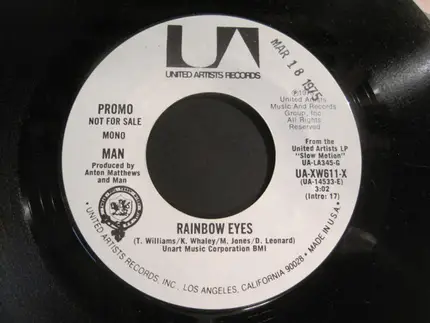 UA
UNITED ARTISTS RECORDS
MAR 18 1975
PROMO
NOT FOR SALE
MONO
MAN
Produced by
Anton Matthews
and Man
United Artists
Music And Records
Group, Inc.
All Rights
Reserved
From the
United Artists LP
"Slow Motion"
UA-LA345-G
UA-XW611-X
(UA-14533-E)
3:02
(Intro: 17)
RAINBOW EYES
(T. Williams/K. Whaley/M. Jones/D. Leonard)
Unart Music Corporation BMI
• UNITED ARTISTS RECORDS, INC., LOS ANGELES, CALIFORNIA 90028 • MADE IN U.S.A. •